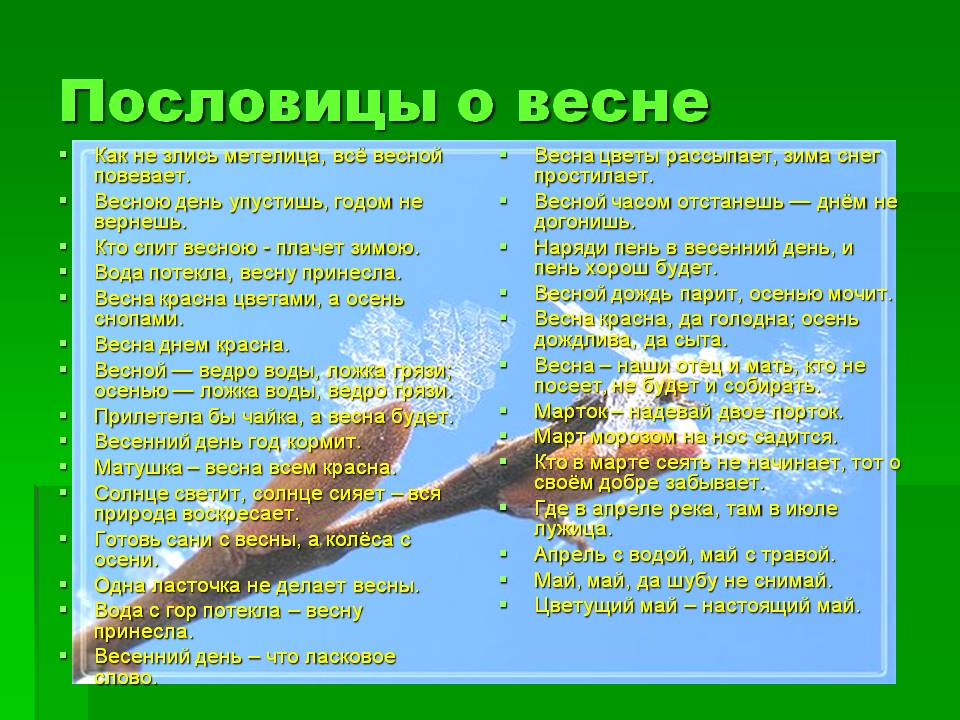 Пословицы о весне
Как не злись метелица, всё весной
повевает.
Весною день упустишь, годом не
вернешь.
Кто спит весною - плачет зимою.
Вода потекла, весну принесла.
Весна красна цветами, а осень
снопами.
Весна днем красна.
Весной — ведро воды, ложка грязи;
осенью — ложка воды, ведро грязи.
Прилетела бы чайка, а весна будет.
Весенний день год кормит.
Матушка – весна всем красна.
Солнце светит, солнце сияет – вся
природа воскресает.
Готовь сани с весны, а колёса с
осени.
Одна ласточка не делает весны.
Вода с гор потекла – весну
принесла.
Весенний день – что ласковое
слово.
Весна цветы рассыпает, зима снег
простилает.
Весной часом отстанешь — днём не
догонишь.
Наряди пень в весенний день, и
пень хорош будет.
Весной дождь парит, осенью мочит.
Весна красна, да голодна; осень
дождлива, да сыта.
Весна – наши отец и мать, кто не
посеет, не будет и собирать.
Марток – надевай двое порток.
Март морозом на нос садится.
Кто в марте сеять не начинает, тот о
своём добре забывает.
Где в апреле река, там в июле
лужица.
Апрель с водой, май с травой.
Май, май, да шубу не снимай.
Цветущий май – настоящий май.